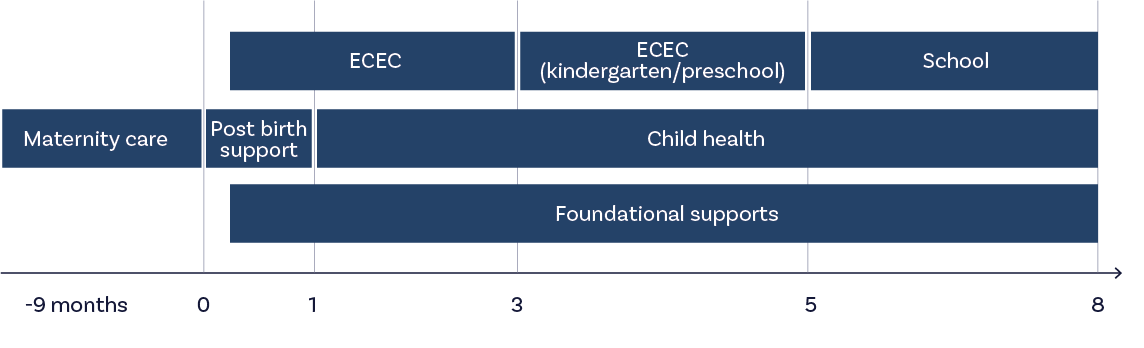 ECEC
ECEC
(kindergarten/preschool)
School
Maternity care
Post birth
support
Child health
Foundational supports
-9 months
0
1
3
5
8